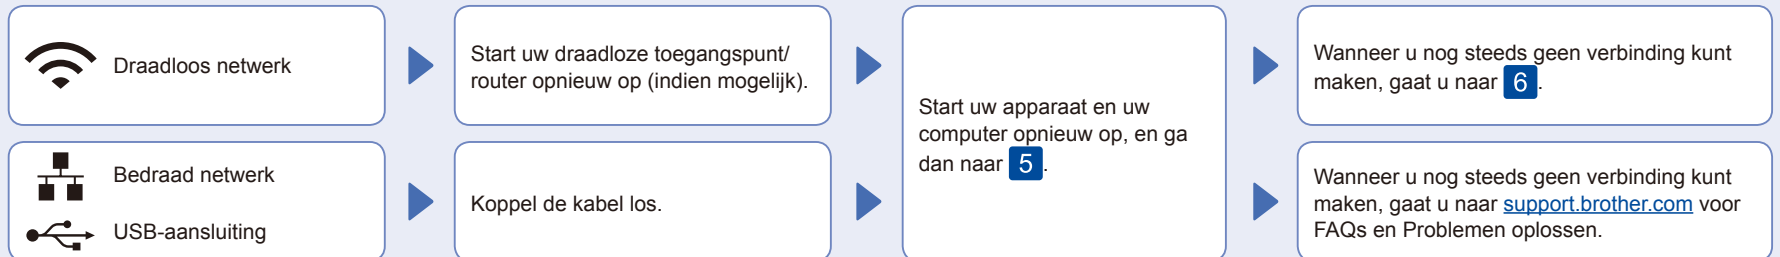 Draadloos netwerk
Start uw draadloze toegangspunt/
router opnieuw op (indien mogelijk).
Bedraad netwerk
USB-aansluiting
Koppel de kabel los.
Start uw apparaat en uw
computer opnieuw op, en ga
dan naar 5.
Wanneer u nog steeds geen verbinding kunt
maken, gaat u naar 6.
Wanneer u nog steeds geen verbinding kunt
maken, gaat u naar support.brother.com voor
FAQs en Problemen oplossen.